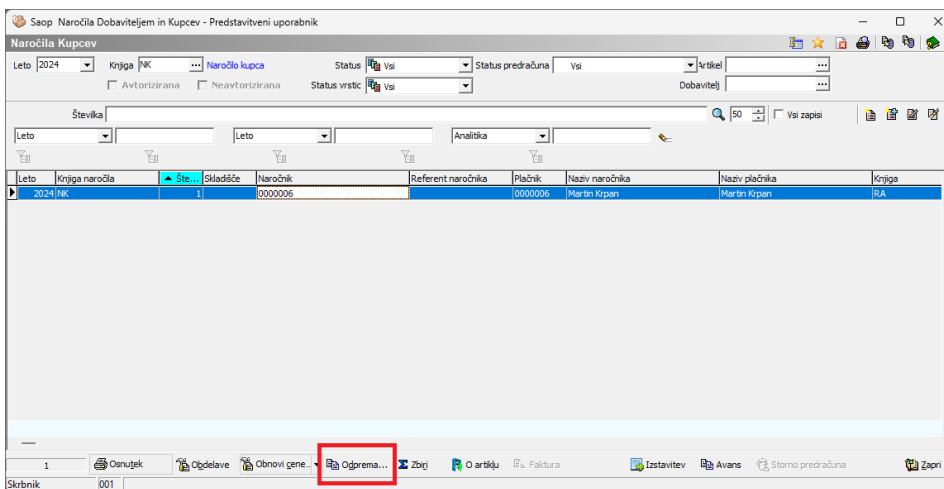 Saop Naročila Dobaviteljem in Kupcev - Predstavitveni uporabnik
Naročila Kupcev
Leto 2024 Knjiga NK Naročilo kupca Status Vsi Status predračuna Vsi Artikel
Avtorizirana Neavtorizirana Status vrstic Vsi Dobavitelj
Številka 50 Vsi zapisi
Leto Leto Analitika
Leto Knjiga naročila Šte... Skladišče Naročnik Referent naročnika Plačnik Naziv naročnika Naziv plačnika Knjiga
2024 NK 1 0000006 0000006 Martin Krpan Martin Krpan RA
1 Osnutek Obdelave Obnovi cene.. Odprema... Zbirj O artiklu Faktura Izstavitev Avans Storno predračuna Zapri
Skrbnik 001